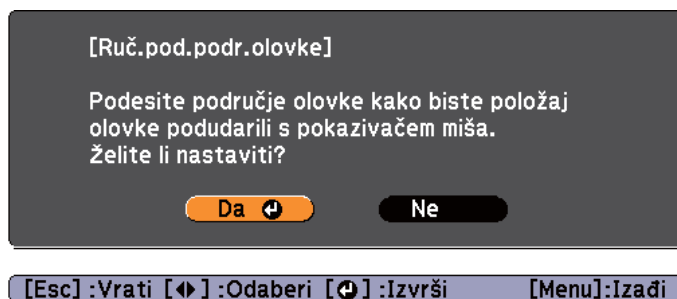 [Ruč.pod.podr.olovke]
Podesite područje olovke kako biste položaj
olovke podudarili s pokazivačem miša.
Želite li nastaviti?
Da Ne
[Esc] :Vrati [◆] :Odaberi [↵] :Izvrši [Menu]:Izađi